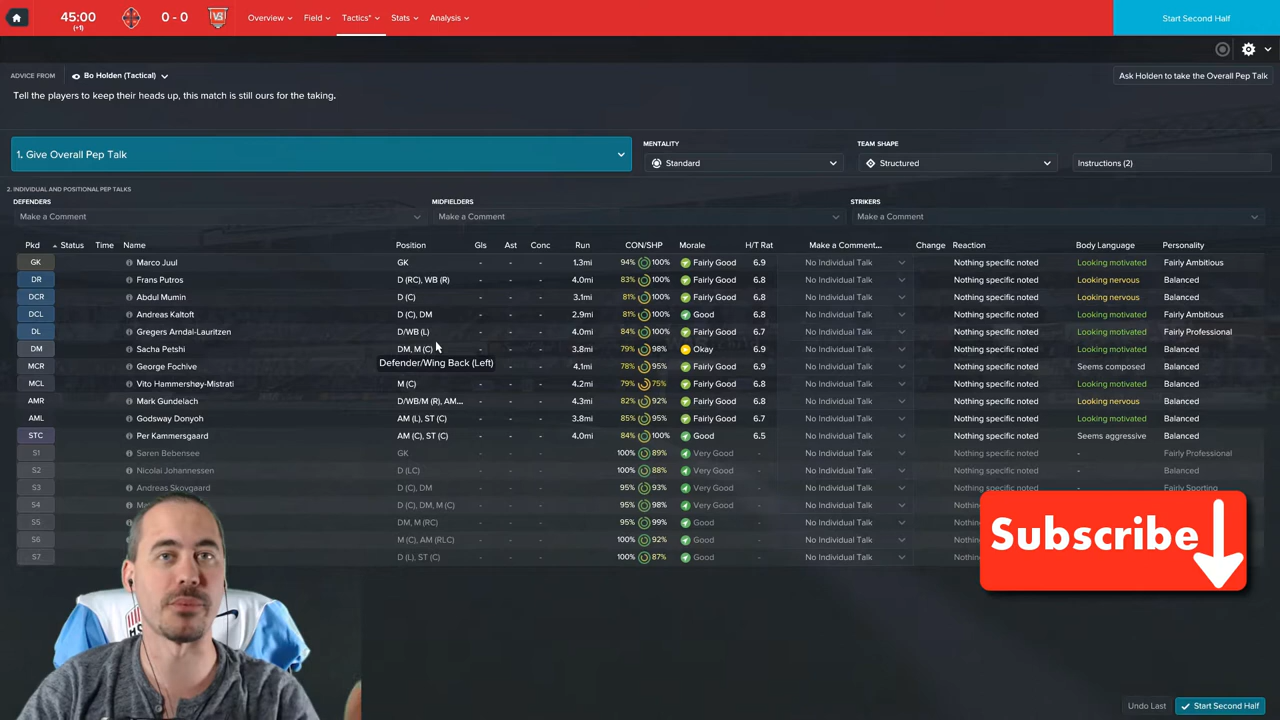 45:00
(+1)
0 - 0
VB
Overview
Field
Tactics*
Stats
Analysis
Start Second Half
ADVICE FROM
Bo Holden (Tactical)
Ask Holden to take the Overall Pep Talk
Tell the players to keep their heads up, this match is still ours for the taking.
1. Give Overall Pep Talk
MENTALITY
Standard
TEAM SHAPE
Structured
Instructions (2)
2. INDIVIDUAL AND POSITIONAL PEP TALKS
DEFENDERS
Make a Comment
MIDFIELDERS
Make a Comment
STRIKERS
Make a Comment
Pkd Status Time Name Position Gls Ast Conc Run CON/SHP Morale H/T Rat Make a Comment... Change Reaction Body Language Personality
GK Marco Juul GK - - - 1.3mi 94% 100% Fairly Good 6.9 No Individual Talk Nothing specific noted Looking motivated Fairly Ambitious
DR Frans Putros D (RC), WB (R) - - - 4.0mi 83% 100% Fairly Good 6.8 No Individual Talk Nothing specific noted Looking nervous Balanced
DCR Abdul Mumin D (C) - - - 3.1mi 81% 100% Fairly Good 6.8 No Individual Talk Nothing specific noted Looking nervous Balanced
DCL Andreas Kaltoft D (C), DM - - - 2.9mi 81% 100% Good 6.8 No Individual Talk Nothing specific noted Looking motivated Fairly Ambitious
DL Gregers Arndal-Lauritzen D/WB (L) - - - 4.0mi 84% 100% Fairly Good 6.7 No Individual Talk Nothing specific noted Looking motivated Fairly Professional
DM Sacha Petshi DM, M (C) - - - 3.8mi 79% 98% Okay 6.9 No Individual Talk Nothing specific noted Looking motivated Balanced
Defender/Wing Back (Left)
MCR George Fochive - - 4.1mi 78% 95% Fairly Good 6.9 No Individual Talk Nothing specific noted Seems composed Balanced
MCL Vito Hammershøy-Mistrati M (C) - - - 4.2mi 79% 75% Fairly Good 6.8 No Individual Talk Nothing specific noted Looking motivated Balanced
AMR Mark Gundelach D/WB/M (R), AM... - - - 4.3mi 82% 92% Fairly Good 6.8 No Individual Talk Nothing specific noted Looking nervous Balanced
AML Godsway Donyoh AM (L), ST (C) - - - 3.8mi 85% 95% Fairly Good 6.7 No Individual Talk Nothing specific noted Looking motivated Balanced
STC Per Kammersgaard AM (C), ST (C) - - - 4.0mi 84% 100% Good 6.5 No Individual Talk Nothing specific noted Seems aggressive Balanced
S1 Søren Bebensee GK 100% 89% Very Good - No Individual Talk Nothing specific noted - Fairly Professional
S2 Nicolai Johannessen D (LC) 100% 88% Very Good - No Individual Talk Nothing specific noted - Balanced
S3 Andreas Skovgaard D (C), DM 95% 93% Very Good - No Individual Talk Nothing specific noted - Fairly Sporting
S4 D (C), DM, M (C) 95% 98% Very Good - No Individual Talk
S5 DM, M (RC) 95% 99% Good - No Individual Talk
S6 M (C), AM (RLC) 100% 92% Good - No Individual Talk
S7 D (L), ST (C) 100% 87% Good - No Individual Talk
Subscribe
Undo Last
Start Second Half